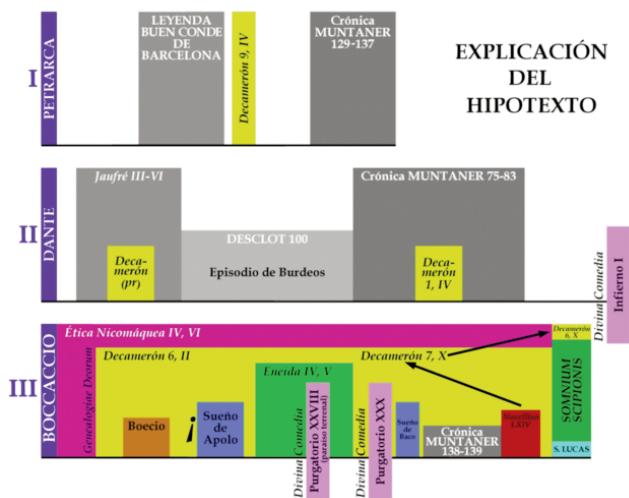 LEYENDA
BUEN CONDE
DE
BARCELONA
Decamerón 9, IV
Crónica
MUNTANER
129-137
EXPLICACIÓN
DEL
HIPOTEXTO
I
PETRARCA
Jaufré III-VI
Crónica MUNTANER 75-83
II
DANTE
Deca-
merón
(pr)
DESCLOT 100
Episodio de Burdeos
Deca-
merón
1, IV
Divina Comedia
Infierno I
III
BOCCACCIO
Ética Nicomáquea IV, VI
Genealogiae Deorum
Decamerón 6, II
Decamerón 7, X
Decamerón
6, X
Boecio
¡
Sueño
de
Apolo
Eneida IV, V
Divina Comedia
Purgatorio XXVIII
(paraíso terrenal)
Divina Comedia
Purgatorio XXX
Sueño
de
Baco
Crónica
MUNTANER
138-139
Novellino
LXIV
SOMNIUM
SCIPIONIS
S. LUCAS